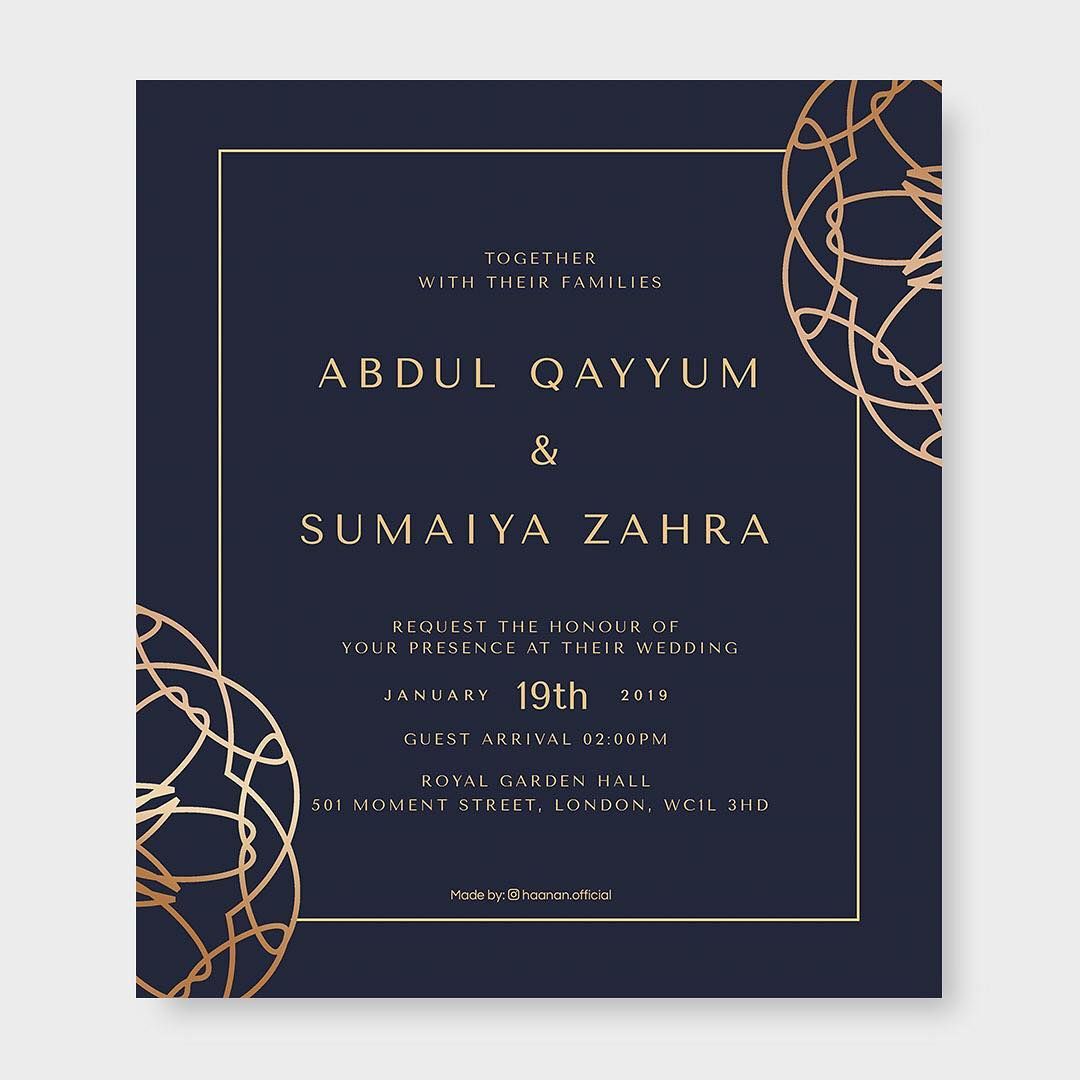 TOGETHER
WITH THEIR FAMILIES
ABDUL QAYYUM
&
SUMAIYA ZAHRA
REQUEST THE HONOUR OF
YOUR PRESENCE AT THEIR WEDDING
JANUARY 19th 2019
GUEST ARRIVAL 02:00PM
ROYAL GARDEN HALL
501 MOMENT STREET, LONDON, WC1L 3HD
Made by: haanan.official